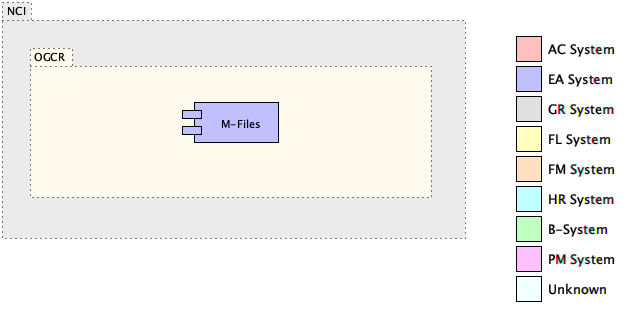 NCI
OGCR
M-Files
AC System
EA System
GR System
FL System
FM System
HR System
B-System
PM System
Unknown